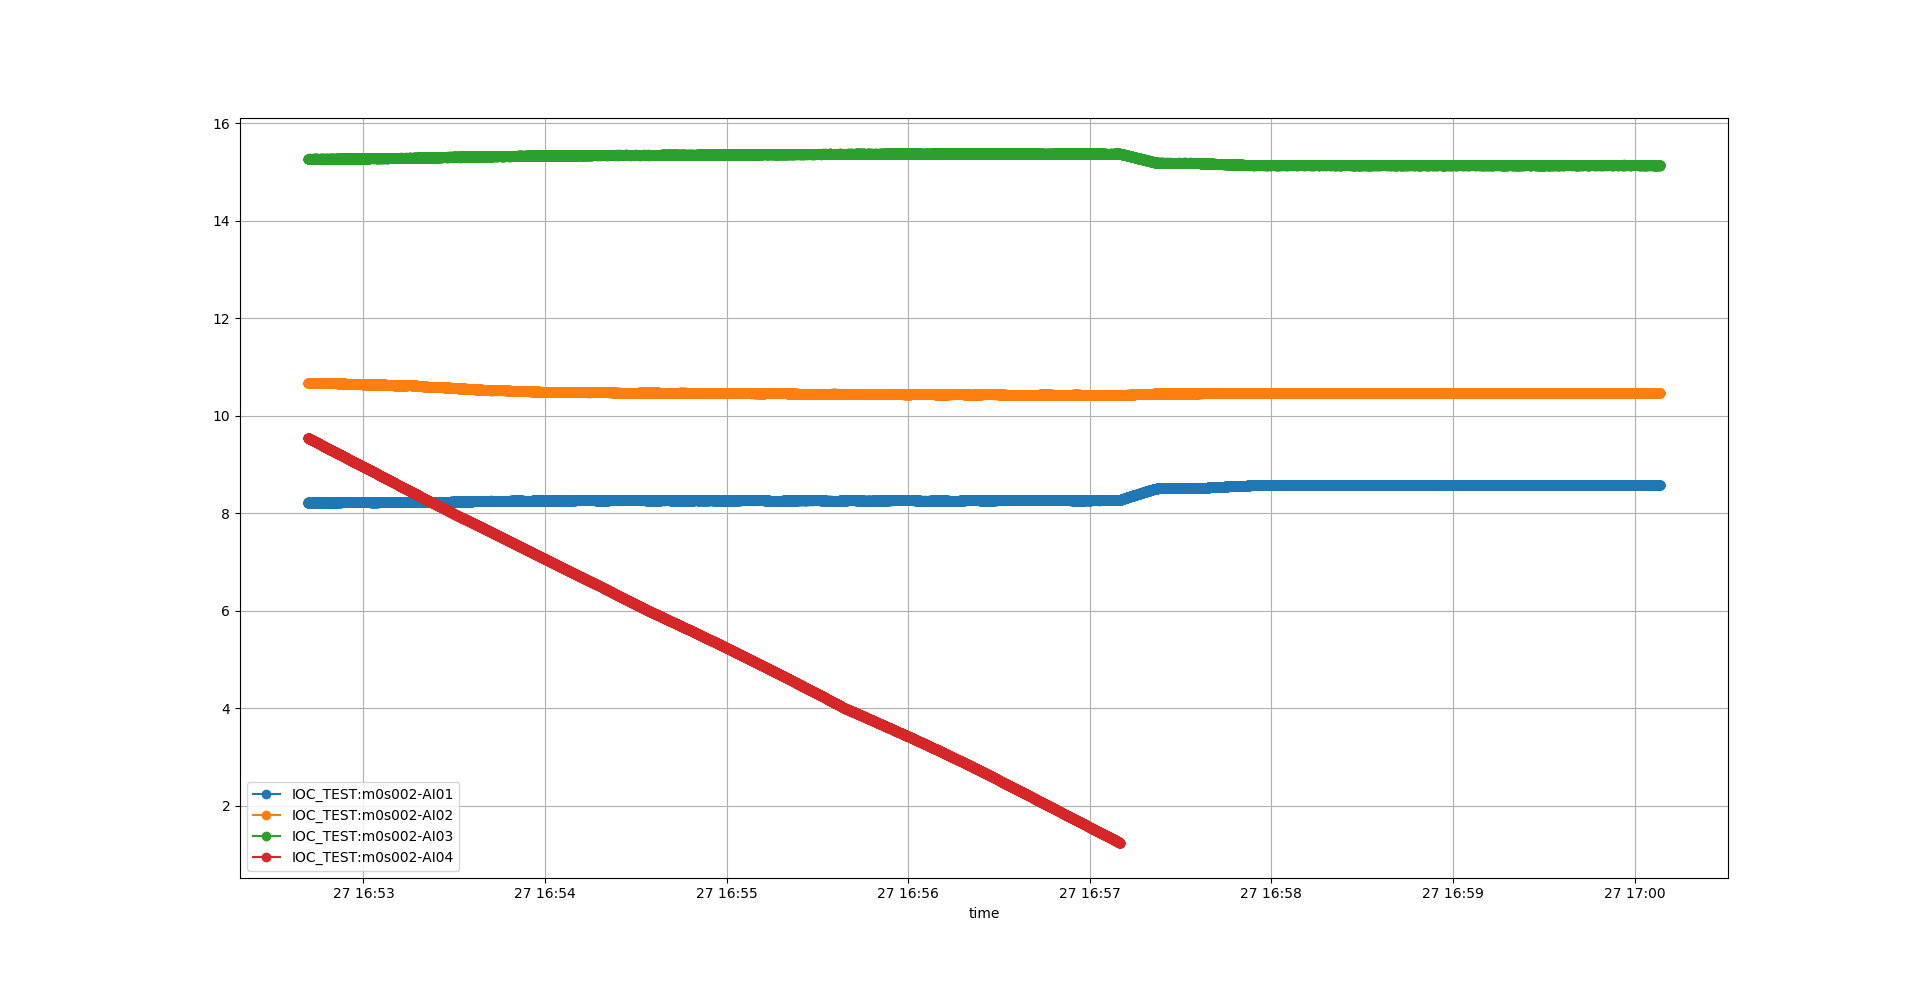 16
14
12
10
8
6
4
2
IOC_TEST:m0s002-AI01
IOC_TEST:m0s002-AI02
IOC_TEST:m0s002-AI03
IOC_TEST:m0s002-AI04
27 16:53 27 16:54 27 16:55 27 16:56 27 16:57 27 16:58 27 16:59 27 17:00
time